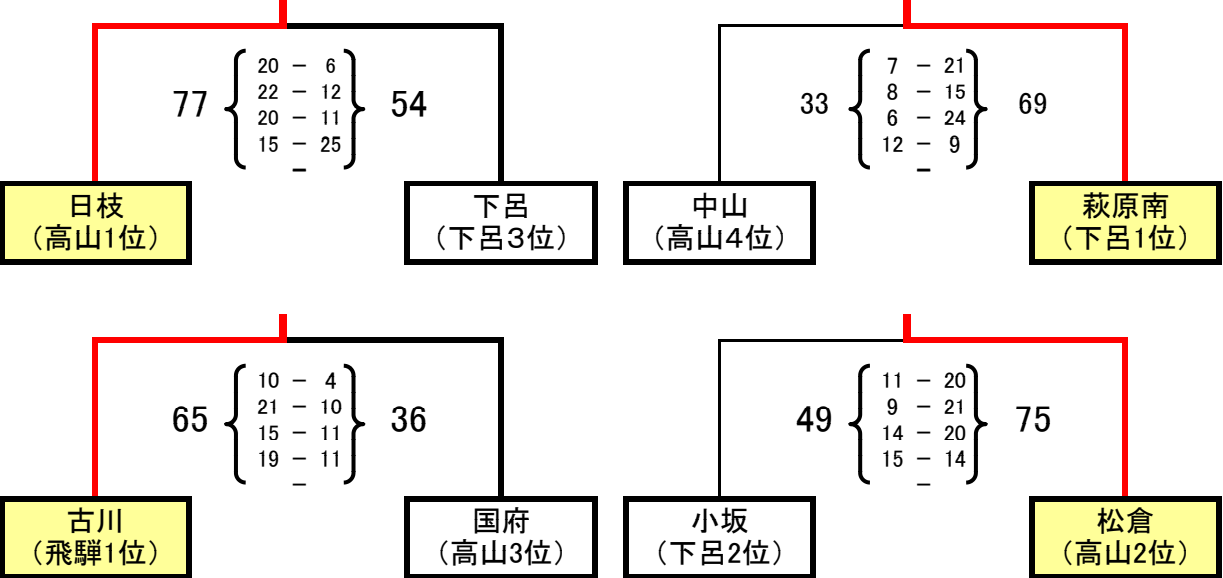 20 − 6
22 − 12
77 20 − 11 54
15 − 25
−
日枝
(高山1位)
下呂
(下呂3位)
7 − 21
8 − 15
33 6 − 24 69
12 − 9
−
中山
(高山4位)
萩原南
(下呂1位)
10 − 4
21 − 10
65 15 − 11 36
19 − 11
−
古川
(飛騨1位)
国府
(高山3位)
11 − 20
9 − 21
49 14 − 20 75
15 − 14
−
小坂
(下呂2位)
松倉
(高山2位)